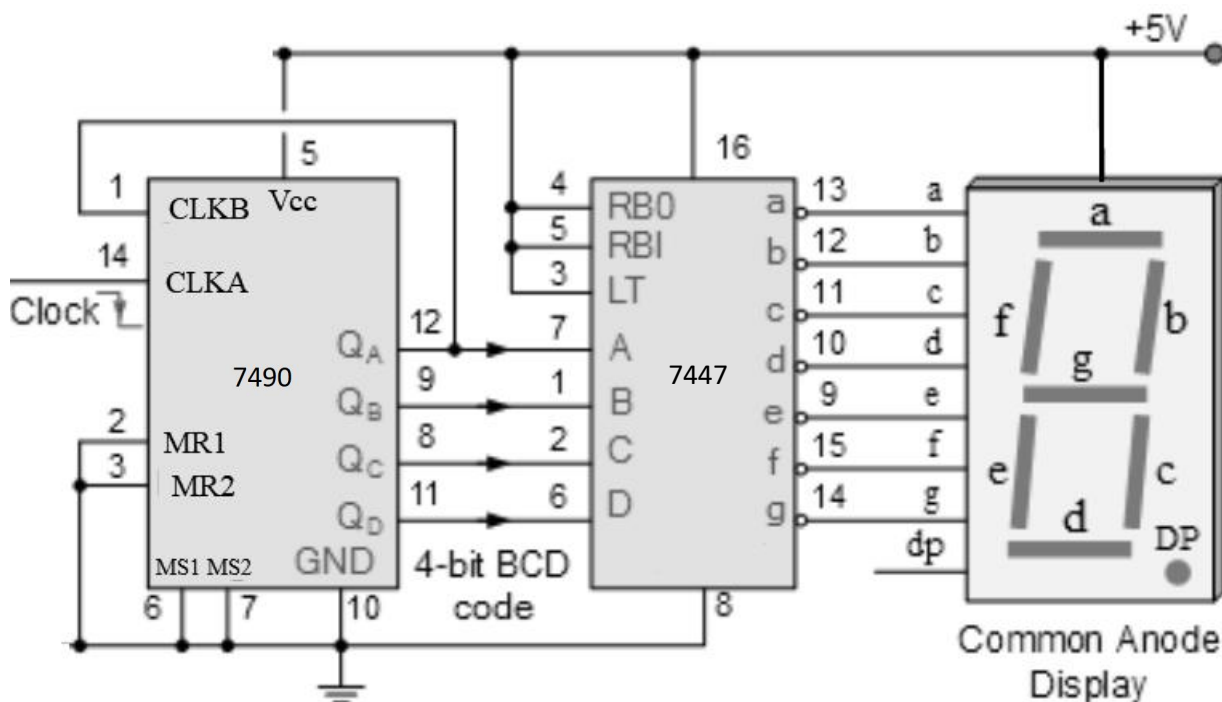 +5V
5
16
1
CLKB
Vcc
14
CLKA
Clock
7490
12
QA
9
QB
8
QC
11
QD
2
MR1
3
MR2
MS1 MS2
GND
6
7
10
4-bit BCD
code
4
RB0
5
RBI
3
LT
7
A
1
B
2
C
6
D
7447
8
a
13
a
b
12
b
c
11
c
d
10
d
e
9
e
f
15
f
g
14
g
dp
a
f
b
g
e
c
d
DP
Common Anode
Display